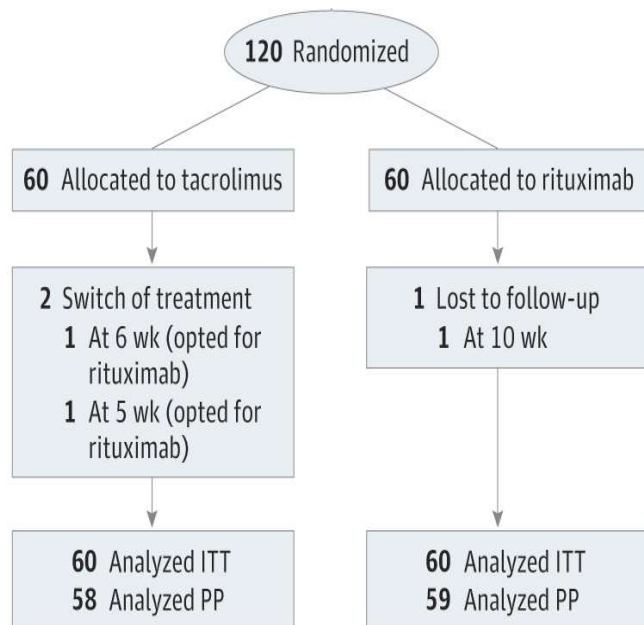 120 Randomized
60 Allocated to tacrolimus
60 Allocated to rituximab
2 Switch of treatment
1 At 6 wk (opted for
rituximab)
1 At 5 wk (opted for
rituximab)
1 Lost to follow-up
1 At 10 wk
60 Analyzed ITT
58 Analyzed PP
60 Analyzed ITT
59 Analyzed PP